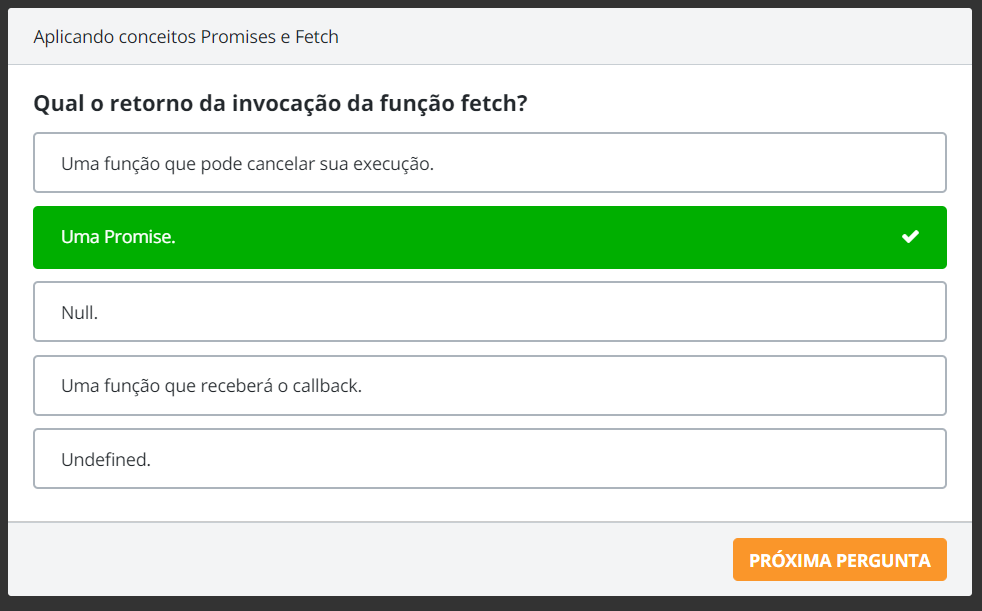 Aplicando conceitos Promises e Fetch
Qual o retorno da invocação da função fetch?
Uma função que pode cancelar sua execução.
Uma Promise.
Null.
Uma função que receberá o callback.
Undefined.
PRÓXIMA PERGUNTA